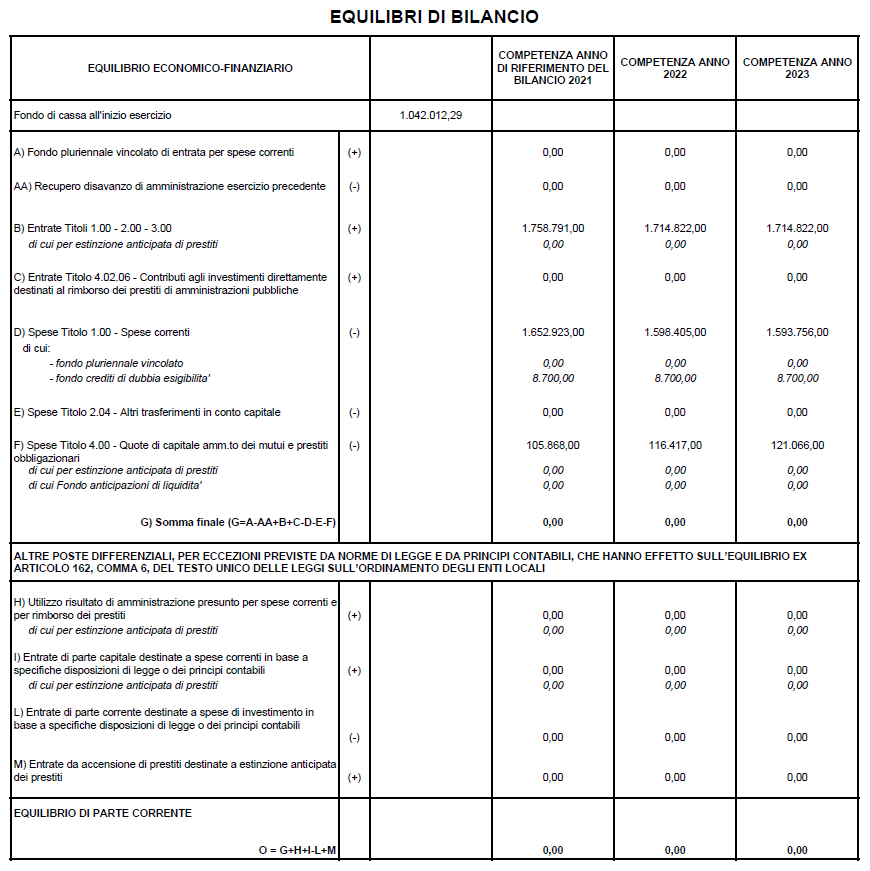 EQUILIBRI DI BILANCIO
EQUILIBRIO ECONOMICO-FINANZIARIO
COMPETENZA ANNO
DI RIFERIMENTO DEL
BILANCIO 2021
COMPETENZA ANNO
2022
COMPETENZA ANNO
2023
Fondo di cassa all'inizio esercizio 1.042.012,29
A) Fondo pluriennale vincolato di entrata per spese correnti (+) 0,00 0,00 0,00
AA) Recupero disavanzo di amministrazione esercizio precedente (-) 0,00 0,00 0,00
B) Entrate Titoli 1.00 - 2.00 - 3.00 (+) 1.758.791,00 1.714.822,00 1.714.822,00
di cui per estinzione anticipata di prestiti 0,00 0,00 0,00
C) Entrate Titolo 4.02.06 - Contributi agli investimenti direttamente (+) 0,00 0,00 0,00
destinati al rimborso dei prestiti di amministrazioni pubbliche
D) Spese Titolo 1.00 - Spese correnti (-) 1.652.923,00 1.598.405,00 1.593.756,00
di cui:
- fondo pluriennale vincolato 0,00 0,00 0,00
- fondo crediti di dubbia esigibilita' 8.700,00 8.700,00 8.700,00
E) Spese Titolo 2.04 - Altri trasferimenti in conto capitale (-) 0,00 0,00 0,00
F) Spese Titolo 4.00 - Quote di capitale amm.to dei mutui e prestiti (-) 105.868,00 116.417,00 121.066,00
obbligazionari
di cui per estinzione anticipata di prestiti 0,00 0,00 0,00
di cui Fondo anticipazioni di liquidita' 0,00 0,00 0,00
G) Somma finale (G=A-AA+B+C-D-E-F) 0,00 0,00 0,00
ALTRE POSTE DIFFERENZIALI, PER ECCEZIONI PREVISTE DA NORME DI LEGGE E DA PRINCIPI CONTABILI, CHE HANNO EFFETTO SULL'EQUILIBRIO EX
ARTICOLO 162, COMMA 6, DEL TESTO UNICO DELLE LEGGI SULL'ORDINAMENTO DEGLI ENTI LOCALI
H) Utilizzo risultato di amministrazione presunto per spese correnti e
per rimborso dei prestiti (+) 0,00 0,00 0,00
di cui per estinzione anticipata di prestiti 0,00 0,00 0,00
I) Entrate di parte capitale destinate a spese correnti in base a
specifiche disposizioni di legge o dei principi contabili (+) 0,00 0,00 0,00
di cui per estinzione anticipata di prestiti 0,00 0,00 0,00
L) Entrate di parte corrente destinate a spese di investimento in
base a specifiche disposizioni di legge o dei principi contabili
(-) 0,00 0,00 0,00
M) Entrate da accensione di prestiti destinate a estinzione anticipata
dei prestiti (+) 0,00 0,00 0,00
EQUILIBRIO DI PARTE CORRENTE
O = G+H+I-L+M 0,00 0,00 0,00